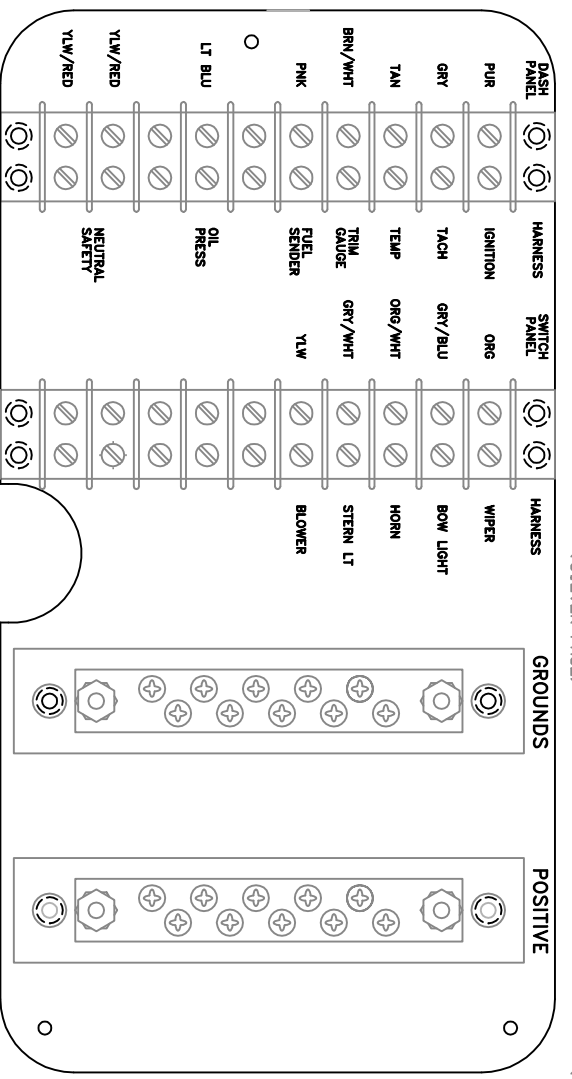 DASH
PANEL
PUR
GRY
TAN
BRN/WHT
PNK
LT BLU
YLW/RED
YLW/RED
HARNESS
IGNITION
TACH
TEMP
TRIM
GAUGE
FUEL
SENDER
OIL
PRESS
NEUTRAL
SAFETY
SWITCH
PANEL
ORG
GRY/BLU
ORG/WHT
GRY/WHT
YLW
HARNESS
WIPER
BOW LIGHT
HORN
STERN LT
BLOWER
GROUNDS
POSITIVE